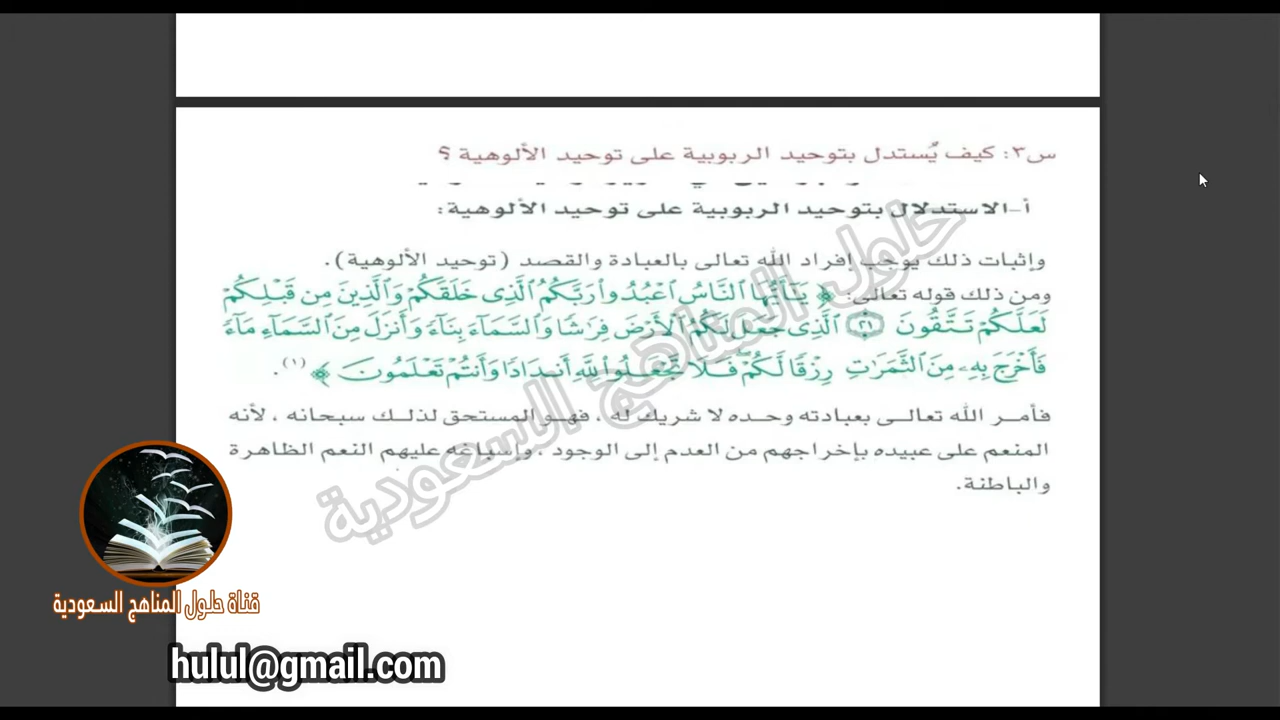 س٣: كيف يُستدل بتوحيد الربوبية على توحيد الألوهية ؟
أ-الاستدلال بتوحيد الربوبية على توحيد الألوهية:
وإثبات ذلك يوجب إفراد الله تعالى بالعبادة والقصد (توحيد الألوهية).
ومن ذلك قوله تعالى: ﴿ يَـٰٓأَيُّهَا ٱلنَّاسُ ٱعْبُدُوا۟ رَبَّكُمُ ٱلَّذِى خَلَقَكُمْ وَٱلَّذِينَ مِن قَبْلِكُمْ
لَعَلَّكُمْ تَتَّقُونَ ۝٢١ ٱلَّذِى جَعَلَ لَكُمُ ٱلْأَرْضَ فِرَٰشًا وَٱلسَّمَآءَ بِنَآءً وَأَنزَلَ مِنَ ٱلسَّمَآءِ مَآءً
فَأَخْرَجَ بِهِۦ مِنَ ٱلثَّمَرَٰتِ رِزْقًا لَّكُمْ ۖ فَلَا تَجْعَلُوا۟ لِلَّهِ أَندَادًا وَأَنتُمْ تَعْلَمُونَ ﴾ (١).
فأمر الله تعالى بعبادته وحده لا شريك له ، فهو المستحق لذلك سبحانه ، لأنه
المنعم على عبيده بإخراجهم من العدم إلى الوجود ، وإسباغه عليهم النعم الظاهرة
والباطنة.
حلول المناهج السعودية
قناة حلول المناهج السعودية
hulul@gmail.com